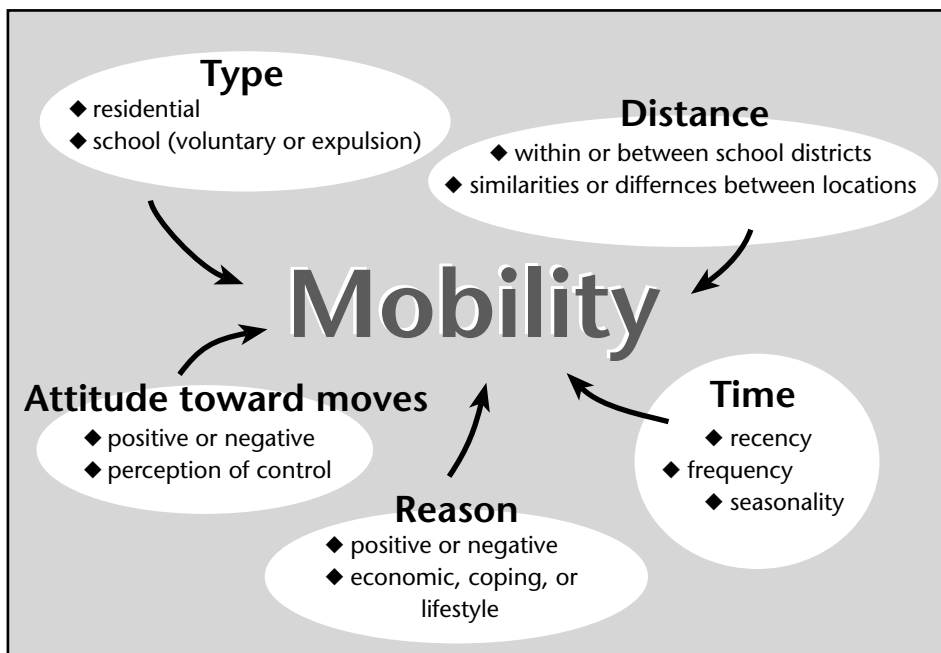 Type
◆ residential
◆ school (voluntary or expulsion)
Distance
◆ within or between school districts
◆ similarities or differnces between locations
Mobility
Attitude toward moves
◆ positive or negative
◆ perception of control
Time
◆ recency
◆ frequency
◆ seasonality
Reason
◆ positive or negative
◆ economic, coping, or
lifestyle